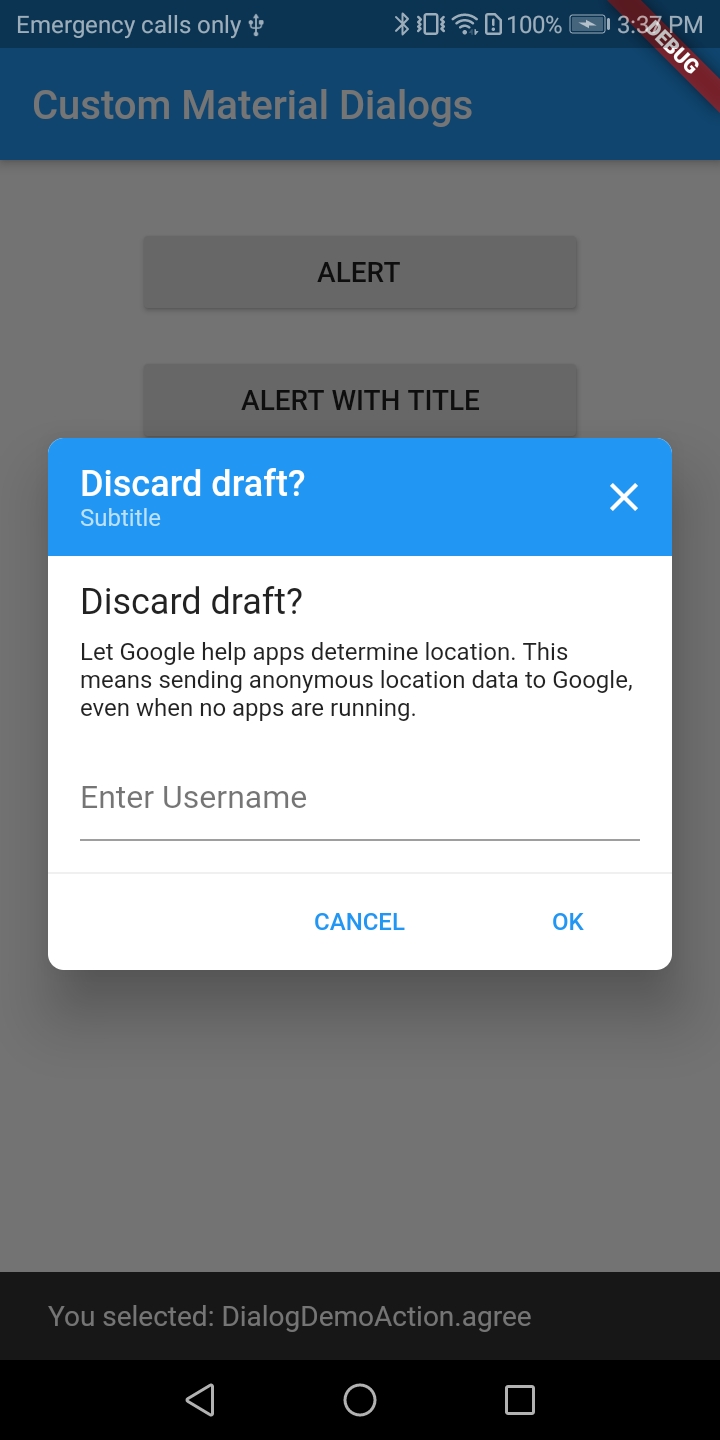 Emergency calls only
100%
3:37 PM
DEBUG
Custom Material Dialogs
ALERT
ALERT WITH TITLE
Discard draft?
Subtitle
Discard draft?
Let Google help apps determine location. This
means sending anonymous location data to Google,
even when no apps are running.
Enter Username
CANCEL
OK
You selected: DialogDemoAction.agree